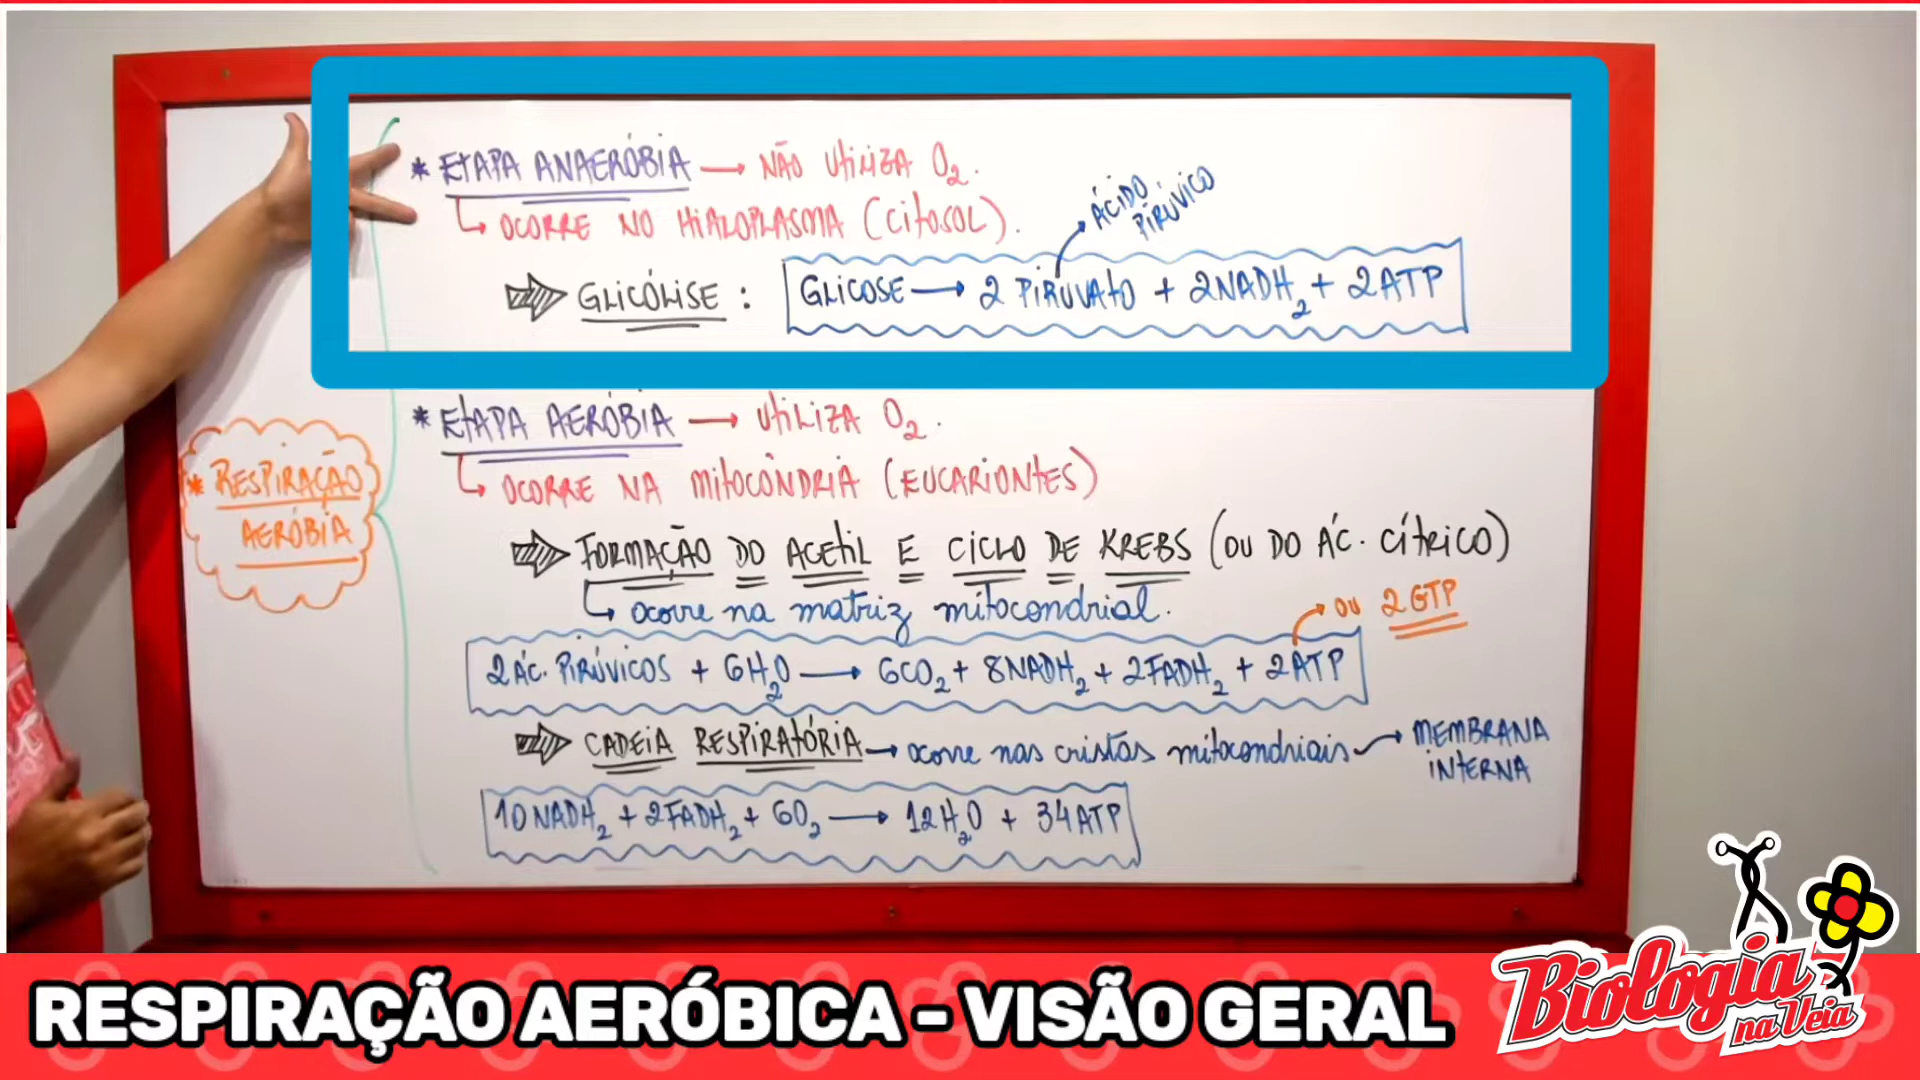 * ETAPA ANAERÓBIA → NÃO UTILIZA O₂.
↳ OCORRE NO HIALOPLASMA (CITOSOL).
ÁCIDO PIRÚVICO
⇒ GLICÓLISE : GLICOSE → 2 PIRUVATO + 2NADH₂ + 2ATP
* ETAPA AERÓBIA → UTILIZA O₂.
↳ OCORRE NA MITOCÔNDRIA (EUCARIONTES)
* RESPIRAÇÃO
AERÓBIA
⇒ FORMAÇÃO DO ACETIL E CICLO DE KREBS (OU DO ÁC. CÍTRICO)
↳ ocorre na matriz mitocondrial.
→ OU 2 GTP
2 ÁC. PIRÚVICOS + 6H₂O → 6CO₂ + 8NADH₂ + 2FADH₂ + 2ATP
⇒ CADEIA RESPIRATÓRIA → ocorre nas cristas mitocondriais → MEMBRANA
INTERNA
10NADH₂ + 2FADH₂ + 6O₂ → 12H₂O + 34ATP
RESPIRAÇÃO AERÓBICA - VISÃO GERAL
Biologia
na Veia